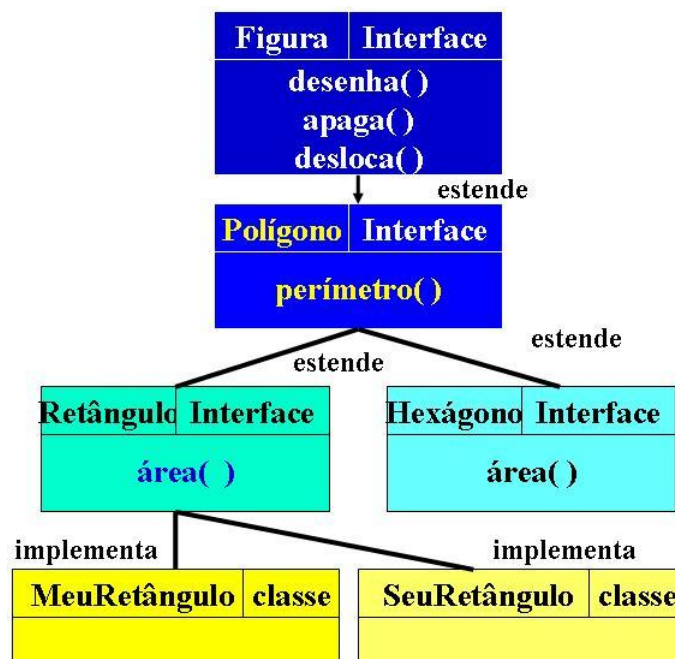 Figura Interface
desenha( )
apaga( )
desloca( )
estende
Polígono Interface
perímetro( )
estende
estende
Retângulo Interface
Hexágono Interface
área( )
área( )
implementa
implementa
MeuRetângulo classe
SeuRetângulo classe